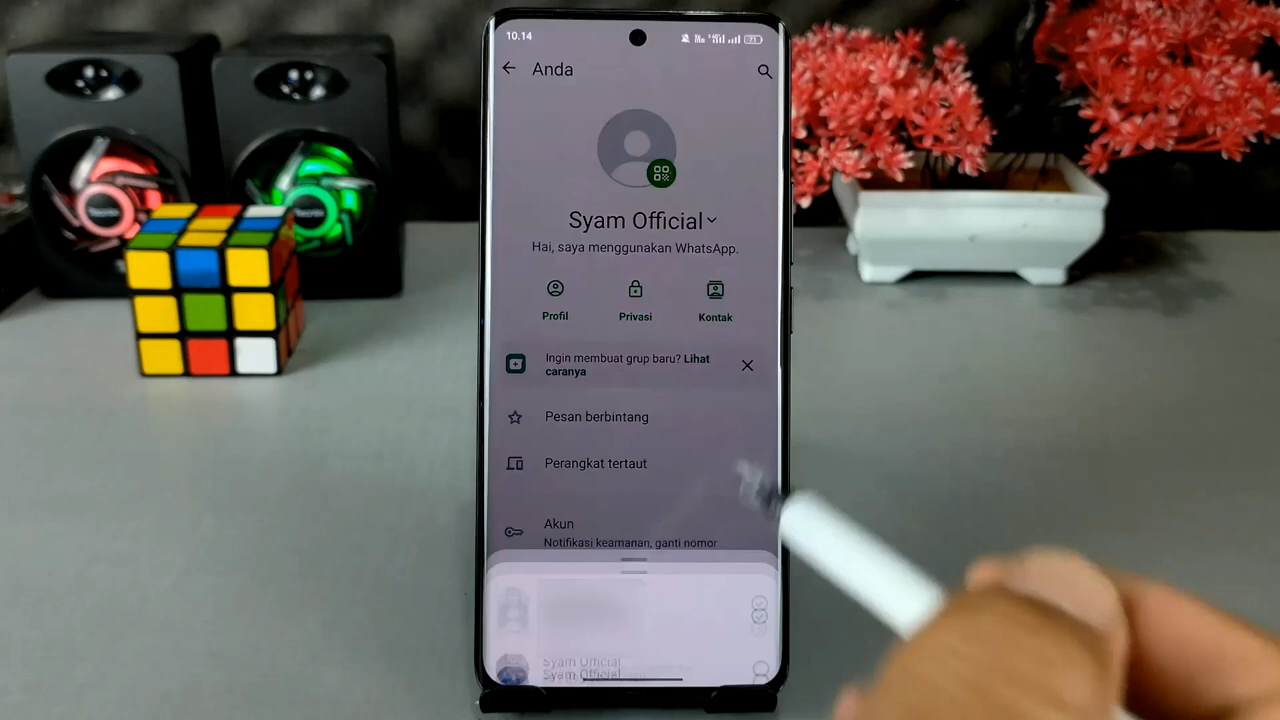 10.14
71
Anda
Syam Official
Hai, saya menggunakan WhatsApp.
Profil
Privasi
Kontak
Ingin membuat grup baru? Lihat
caranya
Pesan berbintang
Perangkat tertaut
Akun
Notifikasi keamanan, ganti nomor
Syam Official
Syam Official